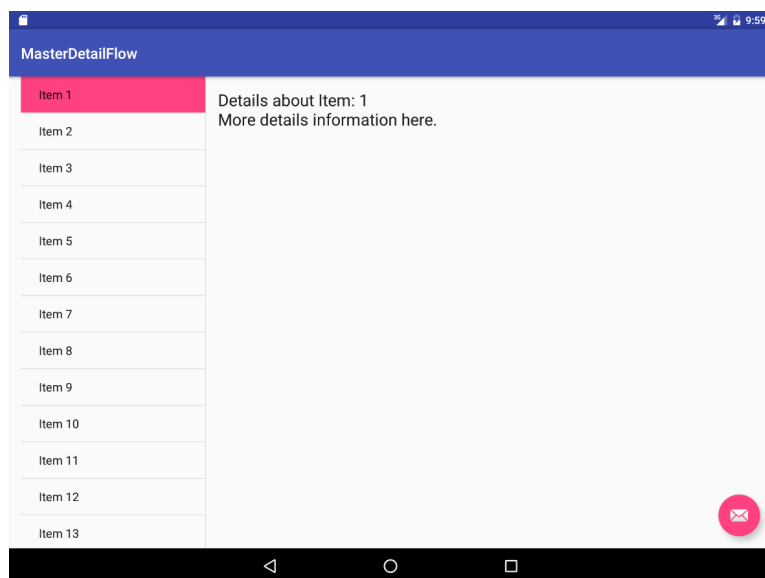 3G 9:59
MasterDetailFlow
Item 1
Item 2
Item 3
Item 4
Item 5
Item 6
Item 7
Item 8
Item 9
Item 10
Item 11
Item 12
Item 13
Details about Item: 1
More details information here.